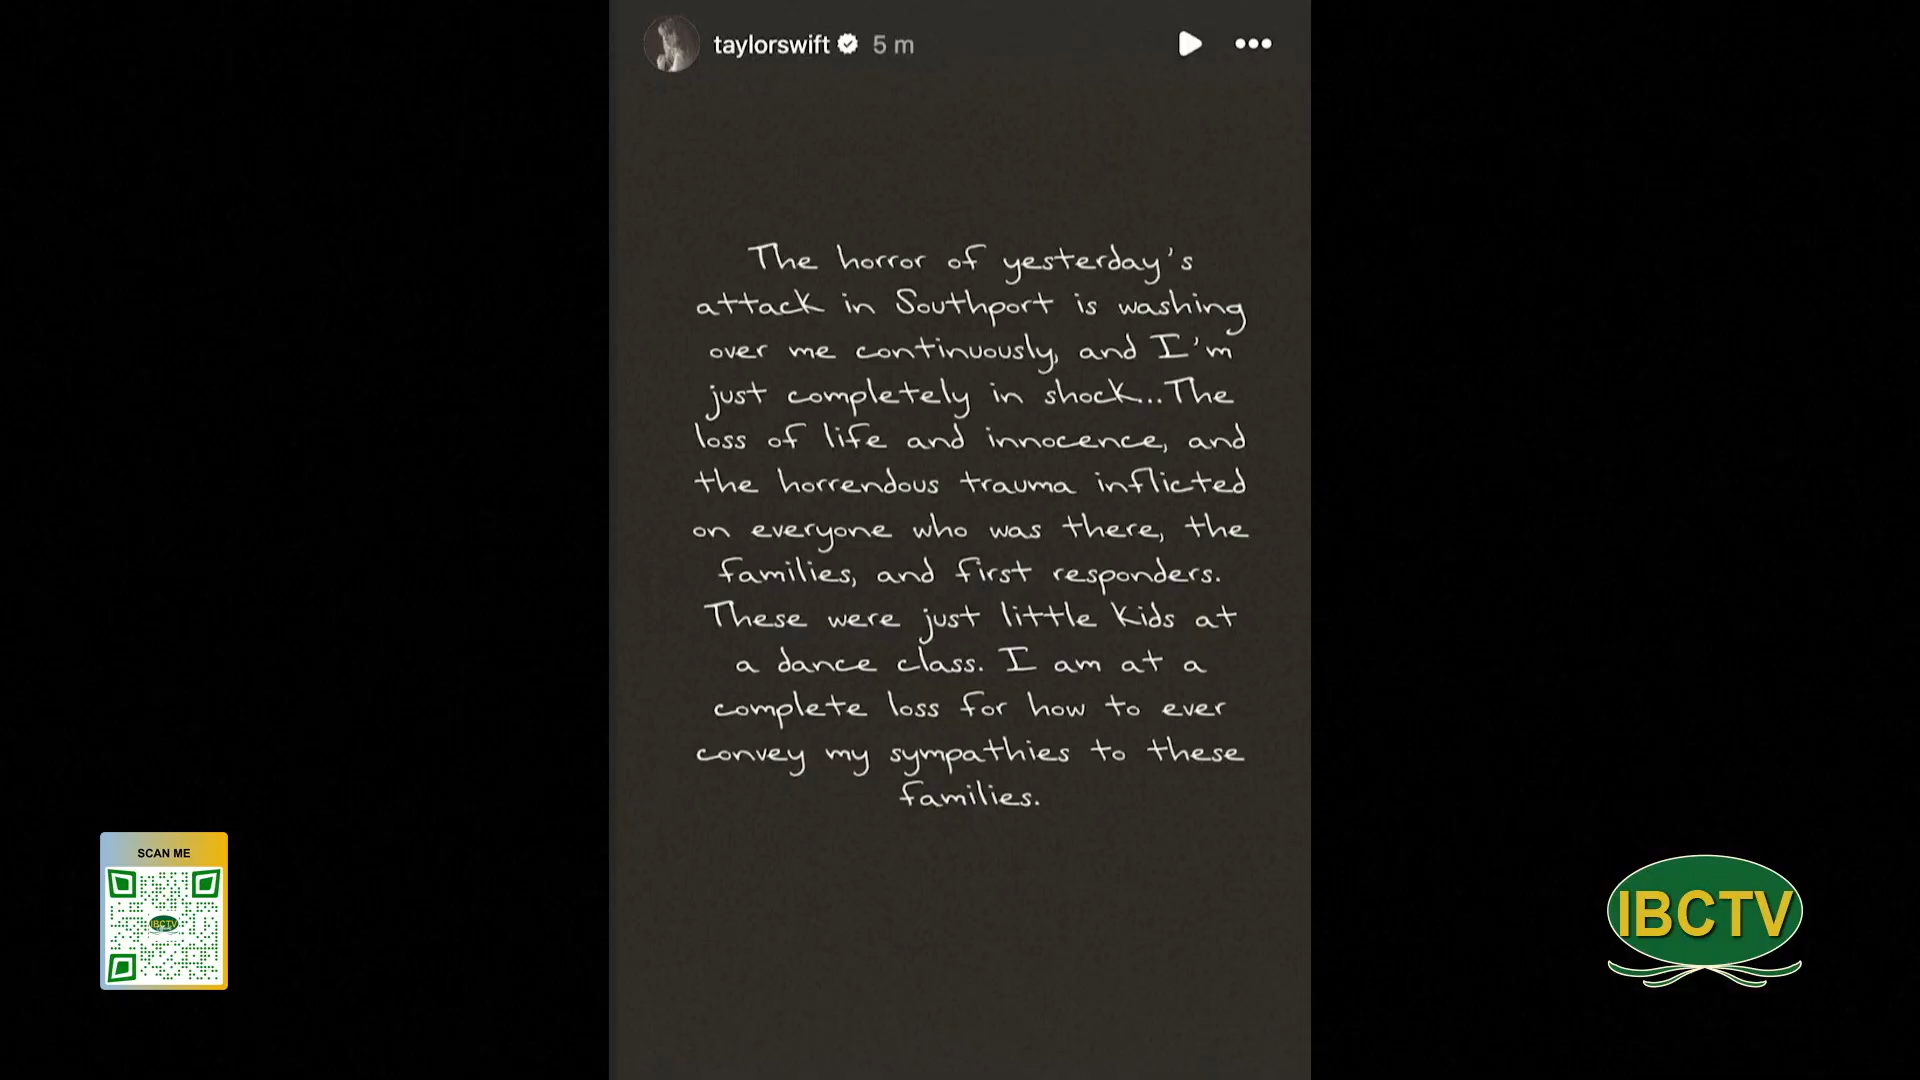 taylorswift 5 m
The horror of yesterday's
attack in Southport is washing
over me continuously, and I'm
just completely in shock...The
loss of life and innocence, and
the horrendous trauma inflicted
on everyone who was there, the
families, and first responders.
These were just little kids at
a dance class. I am at a
complete loss for how to ever
convey my sympathies to these
families.
SCAN ME
IBCTV
IBCTV